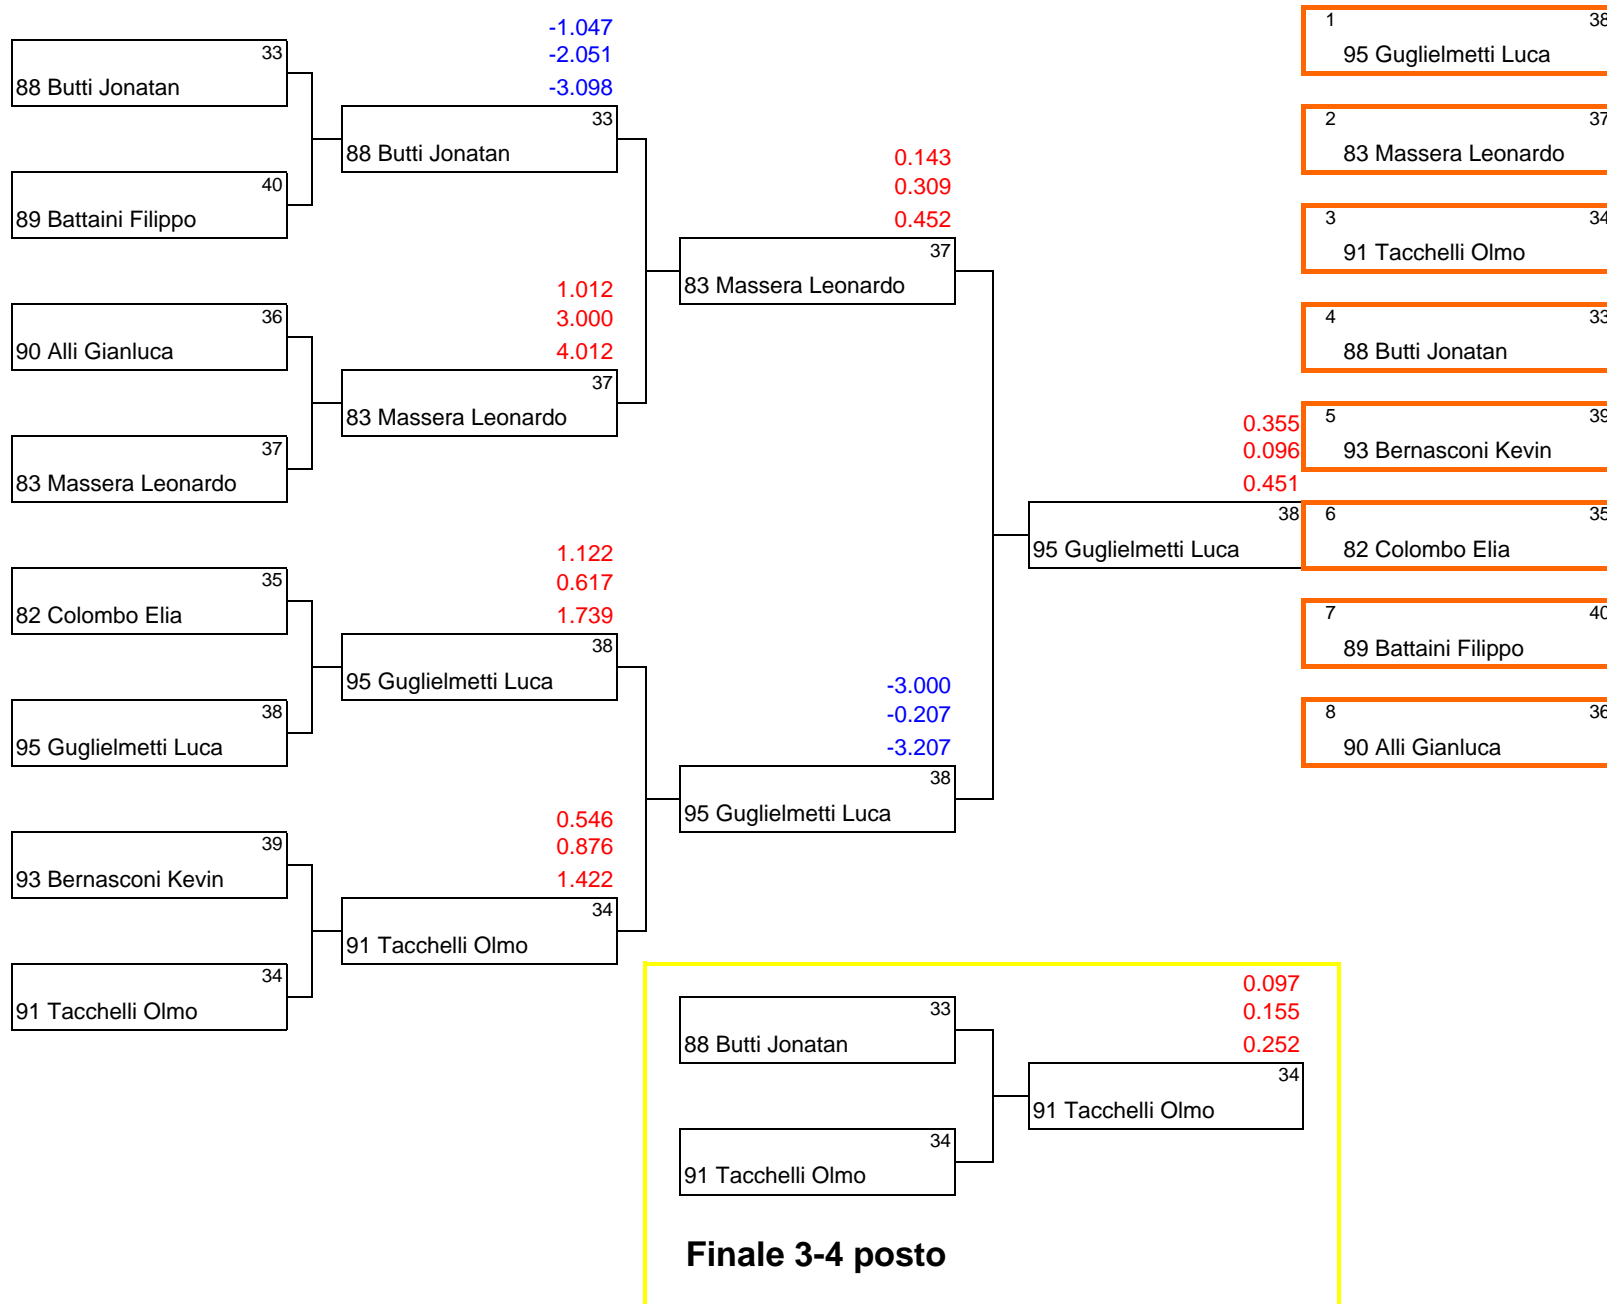 33
88 Butti Jonatan
40
89 Battaini Filippo
36
90 Alli Gianluca
37
83 Massera Leonardo
35
82 Colombo Elia
38
95 Guglielmetti Luca
39
93 Bernasconi Kevin
34
91 Tacchelli Olmo
-1.047
-2.051
-3.098
33
88 Butti Jonatan
1.012
3.000
4.012
37
83 Massera Leonardo
1.122
0.617
1.739
38
95 Guglielmetti Luca
0.546
0.876
1.422
34
91 Tacchelli Olmo
0.143
0.309
0.452
37
83 Massera Leonardo
-3.000
-0.207
-3.207
38
95 Guglielmetti Luca
0.355
0.096
0.451
38
95 Guglielmetti Luca
33
88 Butti Jonatan
34
91 Tacchelli Olmo
0.097
0.155
0.252
34
91 Tacchelli Olmo
Finale 3-4 posto
1 38
95 Guglielmetti Luca
2 37
83 Massera Leonardo
3 34
91 Tacchelli Olmo
4 33
88 Butti Jonatan
5 39
93 Bernasconi Kevin
6 35
82 Colombo Elia
7 40
89 Battaini Filippo
8 36
90 Alli Gianluca